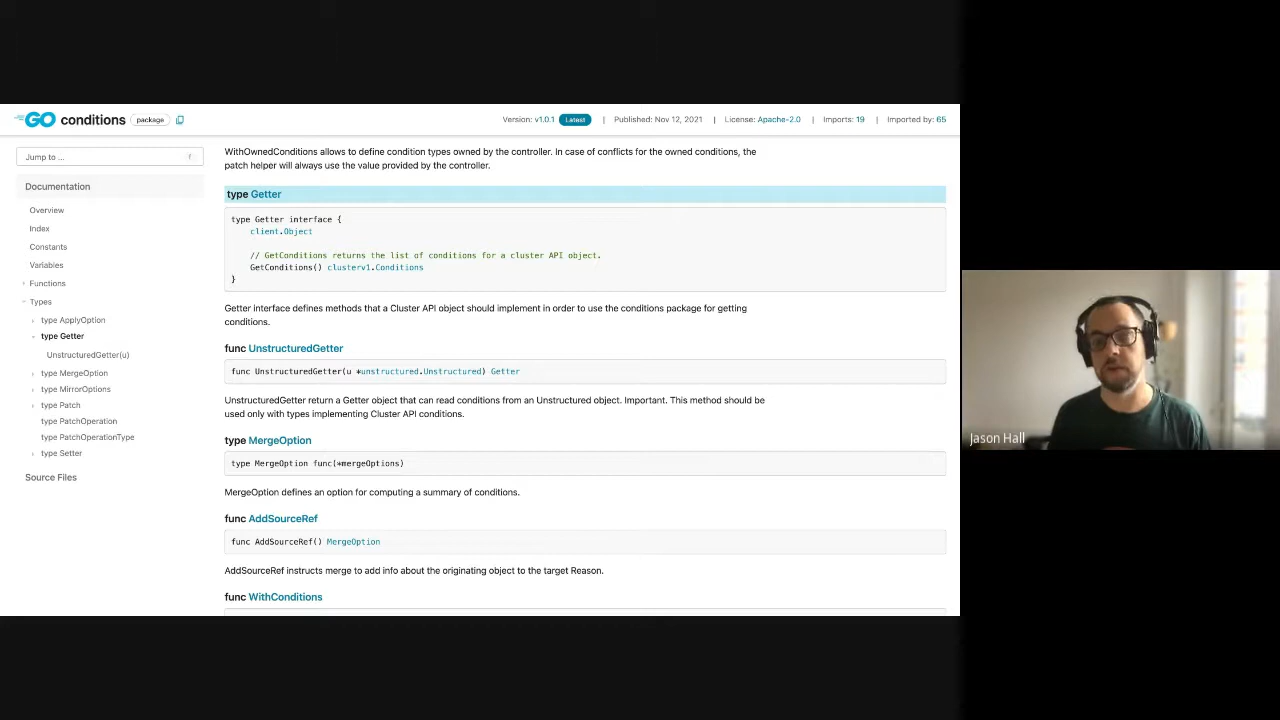 GO conditions package
Version: v1.0.1 Latest | Published: Nov 12, 2021 | License: Apache-2.0 | Imports: 19 | Imported by: 65
Jump to ... f
Documentation
Overview
Index
Constants
Variables
Functions
Types
type ApplyOption
type Getter
UnstructuredGetter(u)
type MergeOption
type MirrorOptions
type Patch
type PatchOperation
type PatchOperationType
type Setter
Source Files
WithOwnedConditions allows to define condition types owned by the controller. In case of conflicts for the owned conditions, the
patch helper will always use the value provided by the controller.
type Getter
type Getter interface {
client.Object
// GetConditions returns the list of conditions for a cluster API object.
GetConditions() clusterv1.Conditions
}
Getter interface defines methods that a Cluster API object should implement in order to use the conditions package for getting
conditions.
func UnstructuredGetter
func UnstructuredGetter(u *unstructured.Unstructured) Getter
UnstructuredGetter return a Getter object that can read conditions from an Unstructured object. Important. This method should be
used only with types implementing Cluster API conditions.
type MergeOption
type MergeOption func(*mergeOptions)
MergeOption defines an option for computing a summary of conditions.
func AddSourceRef
func AddSourceRef() MergeOption
AddSourceRef instructs merge to add info about the originating object to the target Reason.
func WithConditions
Jason Hall